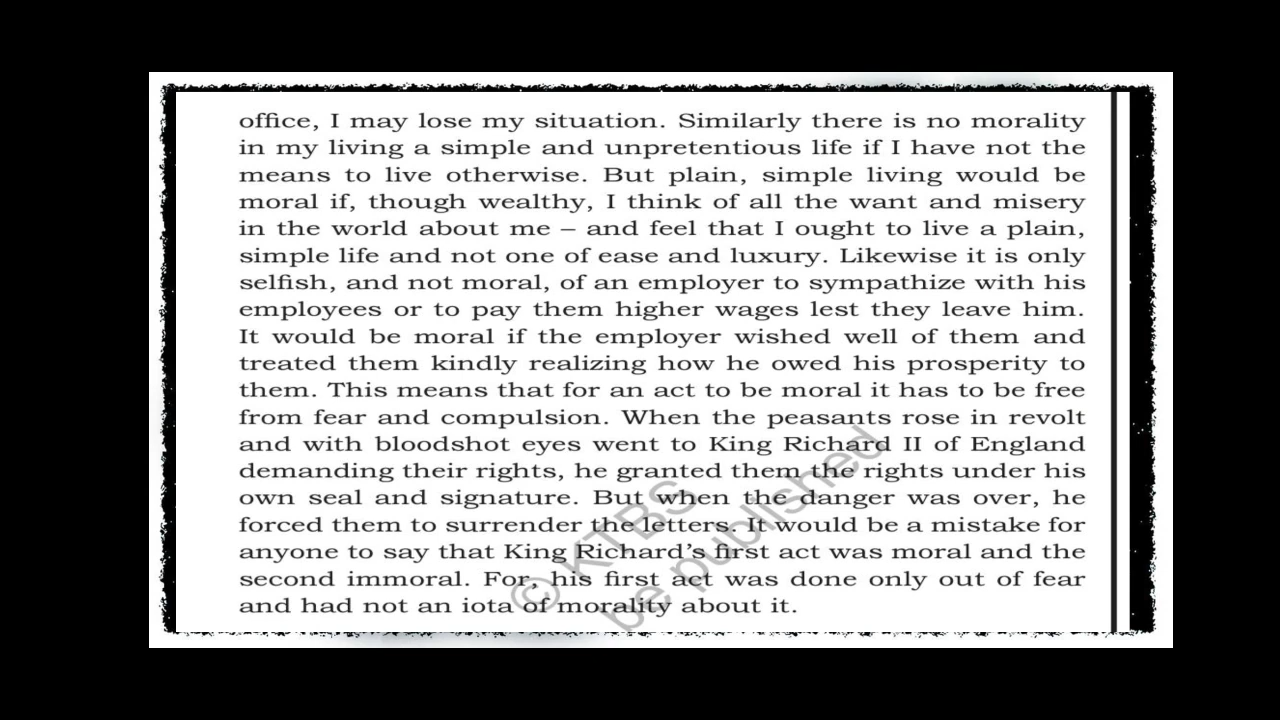 office, I may lose my situation. Similarly there is no morality
in my living a simple and unpretentious life if I have not the
means to live otherwise. But plain, simple living would be
moral if, though wealthy, I think of all the want and misery
in the world about me – and feel that I ought to live a plain,
simple life and not one of ease and luxury. Likewise it is only
selfish, and not moral, of an employer to sympathize with his
employees or to pay them higher wages lest they leave him.
It would be moral if the employer wished well of them and
treated them kindly realizing how he owed his prosperity to
them. This means that for an act to be moral it has to be free
from fear and compulsion. When the peasants rose in revolt
and with bloodshot eyes went to King Richard II of England
demanding their rights, he granted them the rights under his
own seal and signature. But when the danger was over, he
forced them to surrender the letters. It would be a mistake for
anyone to say that King Richard’s first act was moral and the
second immoral. For, his first act was done only out of fear
and had not an iota of morality about it.
© KTBS
be published